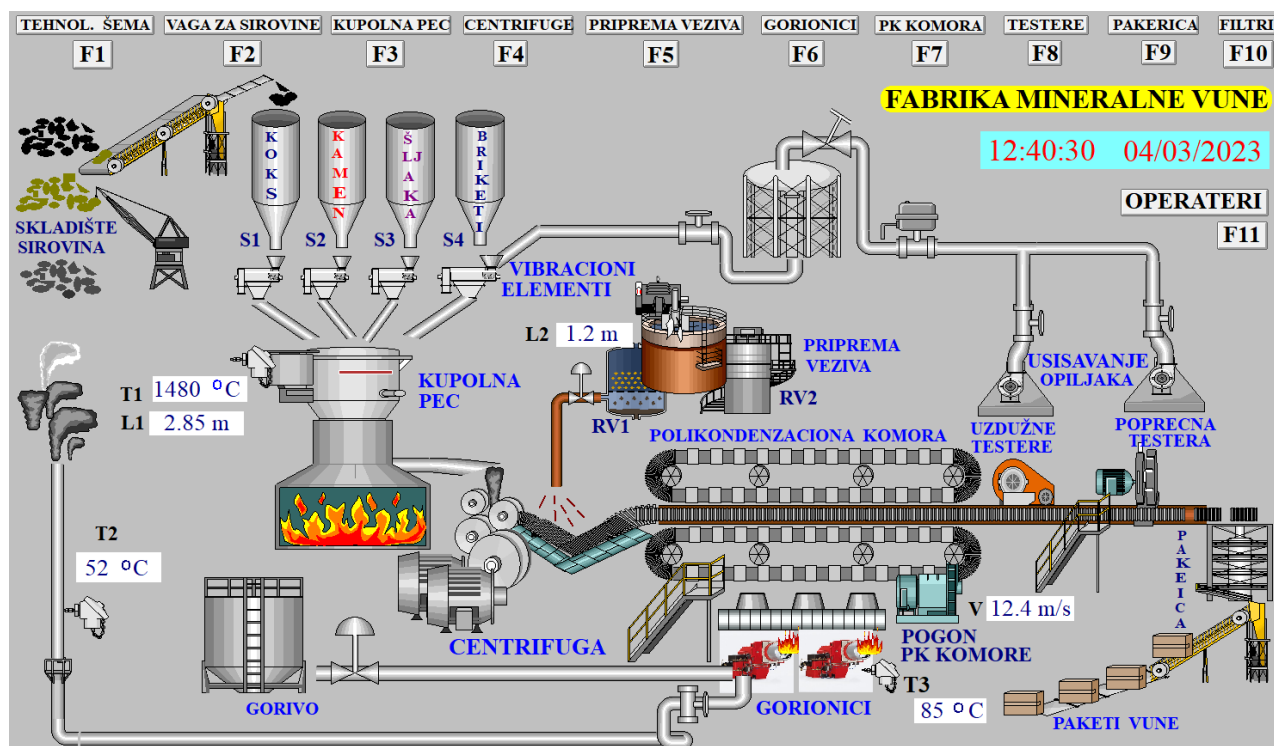 TEHNOL. ŠEMA
VAGA ZA SIROVINE
KUPOLNA PEC
CENTRIFUGE
PRIPREMA VEZIVA
GORIONICI
PK KOMORA
TESTERE
PAKERICA
FILTRI
F1
F2
F3
F4
F5
F6
F7
F8
F9
F10
FABRIKA MINERALNE VUNE
12:40:30 04/03/2023
OPERATERI
F11
KOKS
KAMEN
ŠLJAKA
BRIKETI
SKLADIŠTE
SIROVINA
S1
S2
S3
S4
VIBRACIONI
ELEMENTI
L2 1.2 m
PRIPREMA
VEZIVA
RV1
RV2
USISAVANJE
OPILJAKA
T1 1480 °C
L1 2.85 m
KUPOLNA
PEC
POLIKONDENZACIONA KOMORA
UZDUŽNE
TESTERE
POPRECNA
TESTERA
T2
52 °C
PAKEICA
CENTRIFUGA
V 12.4 m/s
POGON
PK KOMORE
GORIVO
GORIONICI
T3
85 °C
PAKETI VUNE